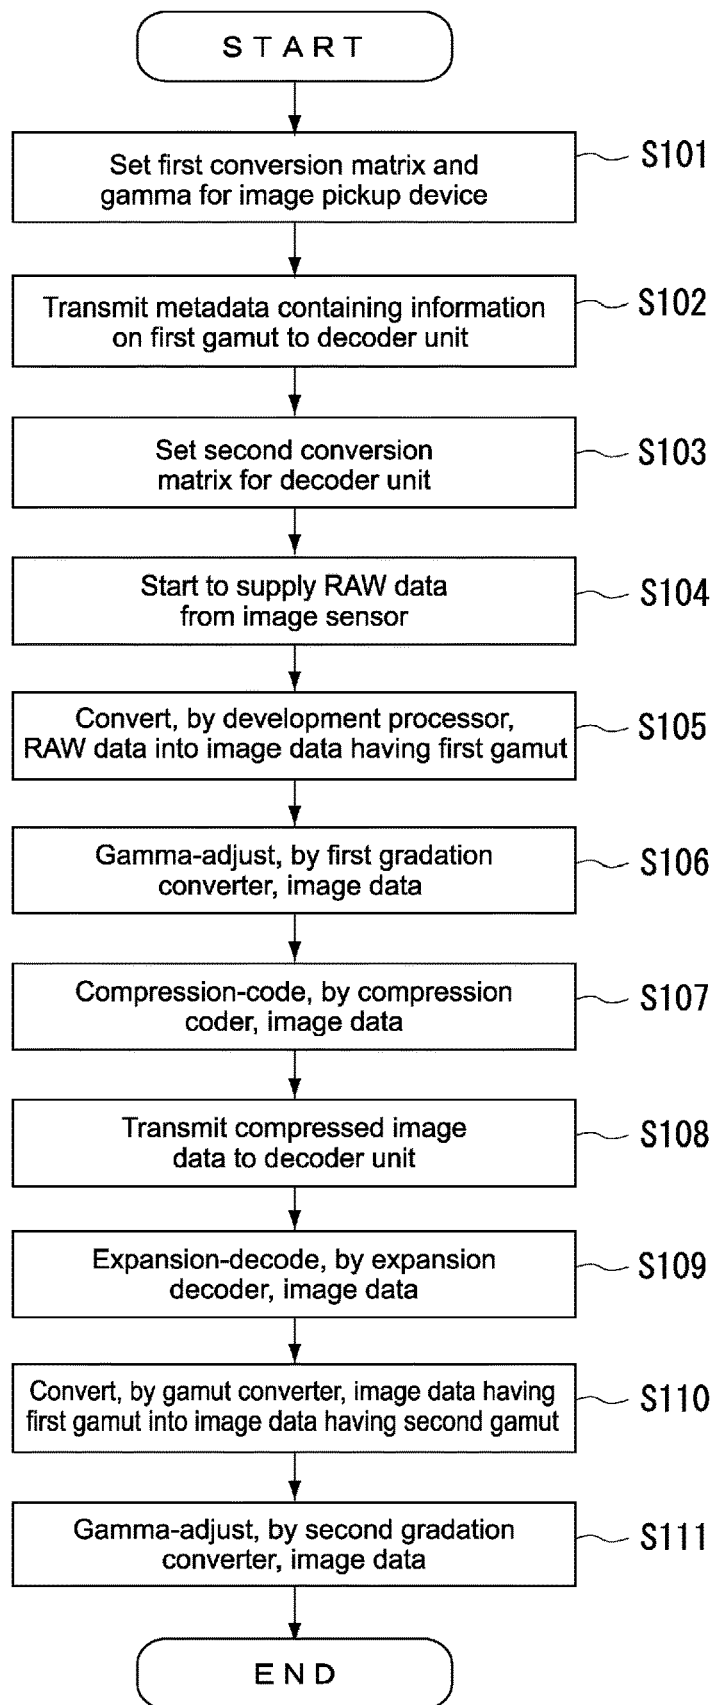 START
Set first conversion matrix and
gamma for image pickup device
S101
Transmit metadata containing information
on first gamut to decoder unit
S102
Set second conversion
matrix for decoder unit
S103
Start to supply RAW data
from image sensor
S104
Convert, by development processor,
RAW data into image data having first gamut
S105
Gamma-adjust, by first gradation
converter, image data
S106
Compression-code, by compression
coder, image data
S107
Transmit compressed image
data to decoder unit
S108
Expansion-decode, by expansion
decoder, image data
S109
Convert, by gamut converter, image data having
first gamut into image data having second gamut
S110
Gamma-adjust, by second gradation
converter, image data
S111
END